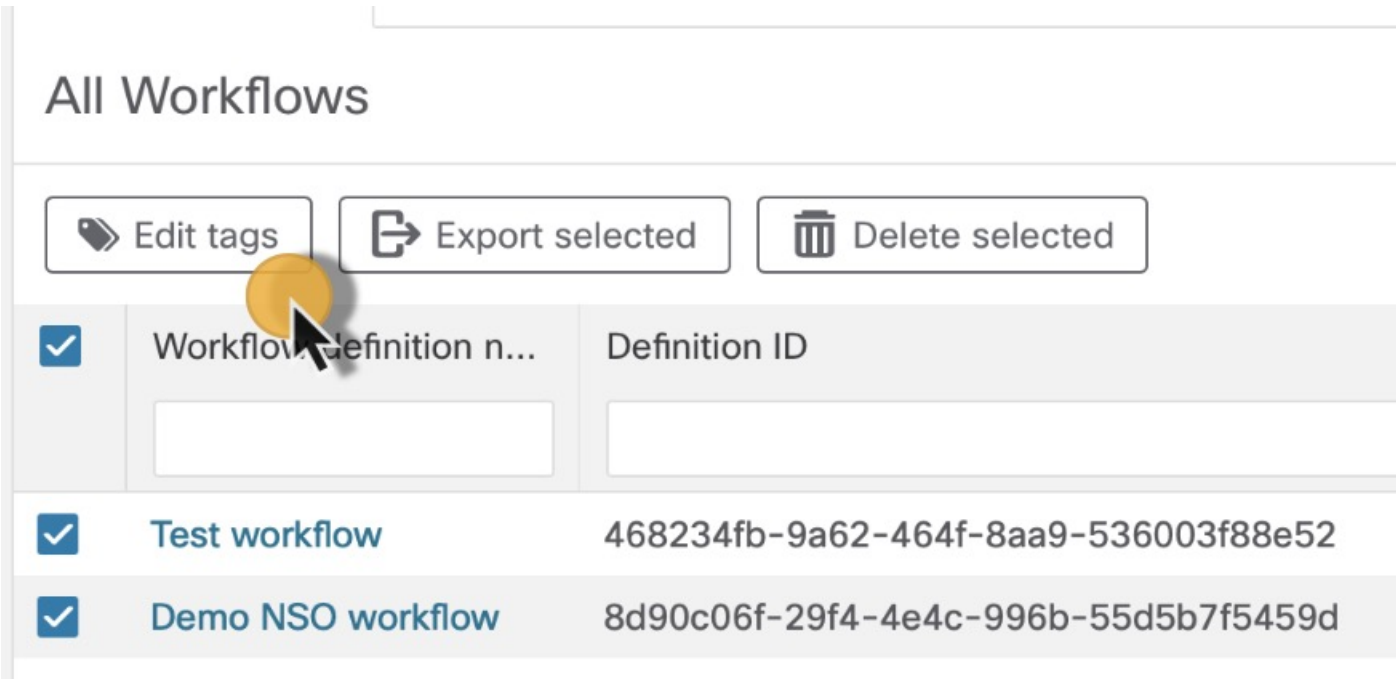 All Workflows
Edit tags Export selected Delete selected
Workflow definition n... Definition ID
Test workflow 468234fb-9a62-464f-8aa9-536003f88e52
Demo NSO workflow 8d90c06f-29f4-4e4c-996b-55d5b7f5459d